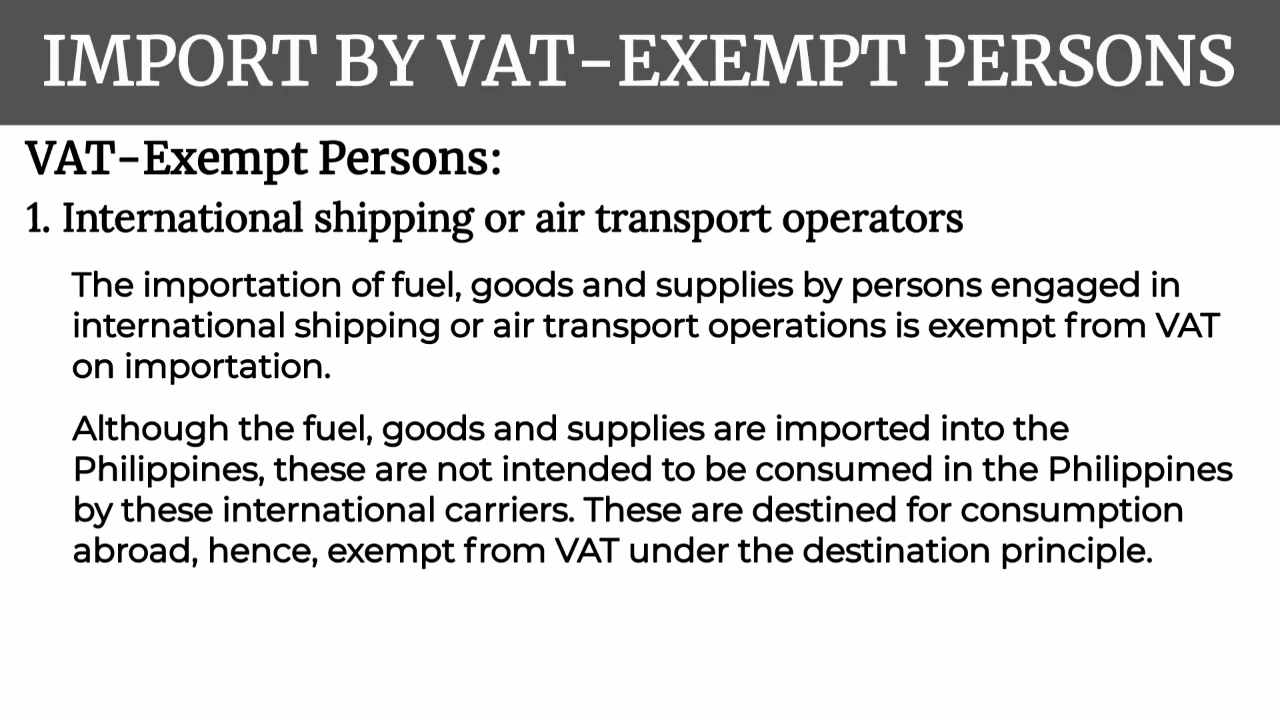 IMPORT BY VAT-EXEMPT PERSONS
VAT-Exempt Persons:
1. International shipping or air transport operators
The importation of fuel, goods and supplies by persons engaged in
international shipping or air transport operations is exempt from VAT
on importation.
Although the fuel, goods and supplies are imported into the
Philippines, these are not intended to be consumed in the Philippines
by these international carriers. These are destined for consumption
abroad, hence, exempt from VAT under the destination principle.